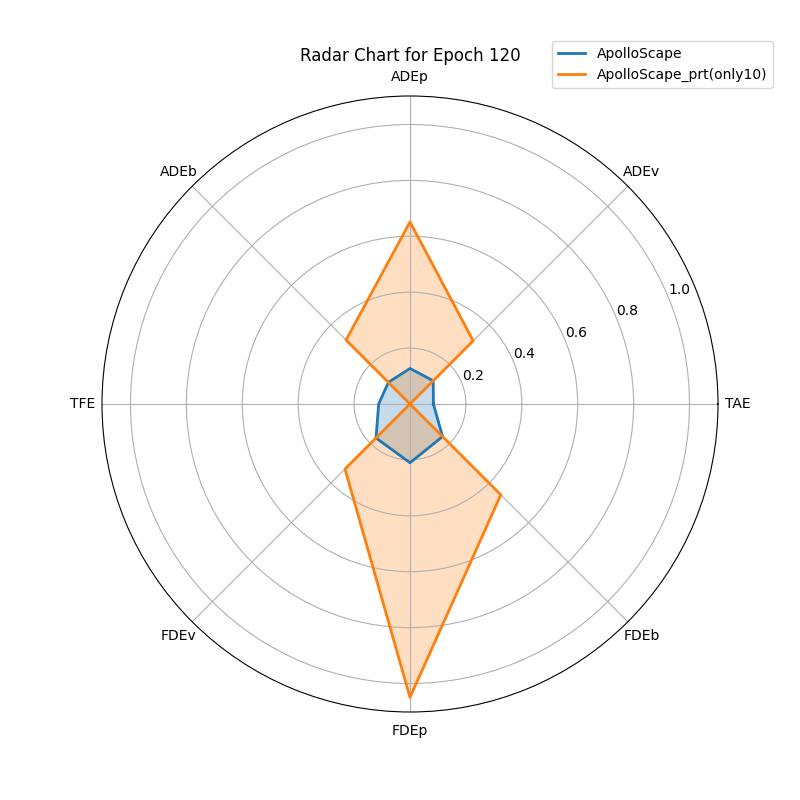 Radar Chart for Epoch 120
ApolloScape
ApolloScape_prt(only10)
ADEp
ADEb
ADEv
1.0
0.8
0.6
0.4
0.2
TFE
TAE
FDEv
FDEb
FDEp